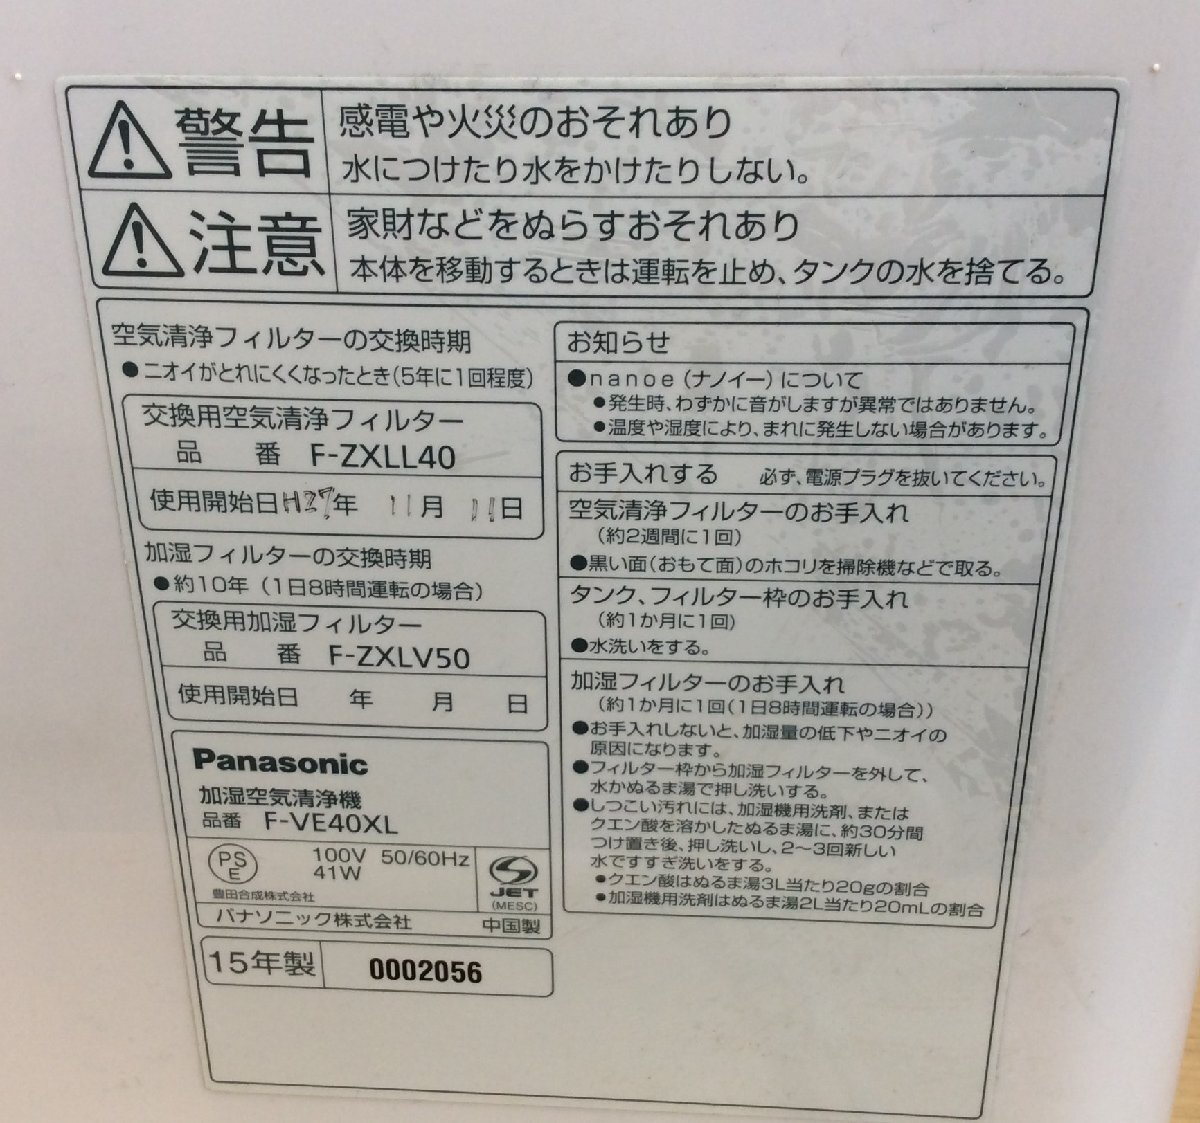 警告
感電や火災のおそれあり
水につけたり水をかけたりしない。
注意
家財などをぬらすおそれあり
本体を移動するときは運転を止め、タンクの水を捨てる。
空気清浄フィルターの交換時期
●ニオイがとれにくくなったとき(5年に1回程度)
交換用空気清浄フィルター
品 番 F-ZXLL40
使用開始日H27年 11月 11日
加湿フィルターの交換時期
●約10年(1日8時間運転の場合)
交換用加湿フィルター
品 番 F-ZXLV50
使用開始日 年 月 日
Panasonic
加湿空気清浄機
品番 F-VE40XL
PS
E
100V 50/60Hz
41W
豊田合成株式会社
JET
(MESC)
パナソニック株式会社 中国製
15年製 0002056
お知らせ
●nanoe(ナノイー)について
●発生時、わずかに音がしますが異常ではありません。
●温度や湿度により、まれに発生しない場合があります。
お手入れする 必ず、電源プラグを抜いてください。
空気清浄フィルターのお手入れ
(約2週間に1回)
●黒い面(おもて面)のホコリを掃除機などで取る。
タンク、フィルター枠のお手入れ
(約1か月に1回)
●水洗いをする。
加湿フィルターのお手入れ
(約1か月に1回(1日8時間運転の場合))
●お手入れしないと、加湿量の低下やニオイの
原因になります。
●フィルター枠から加湿フィルターを外して、
水かぬるま湯で押し洗いする。
●しつこい汚れには、加湿機用洗剤、または
クエン酸を溶かしたぬるま湯に、約30分間
つけ置き後、押し洗いし、2〜3回新しい
水ですすぎ洗いをする。
●クエン酸はぬるま湯3L当たり20gの割合
●加湿機用洗剤はぬるま湯2L当たり20mLの割合